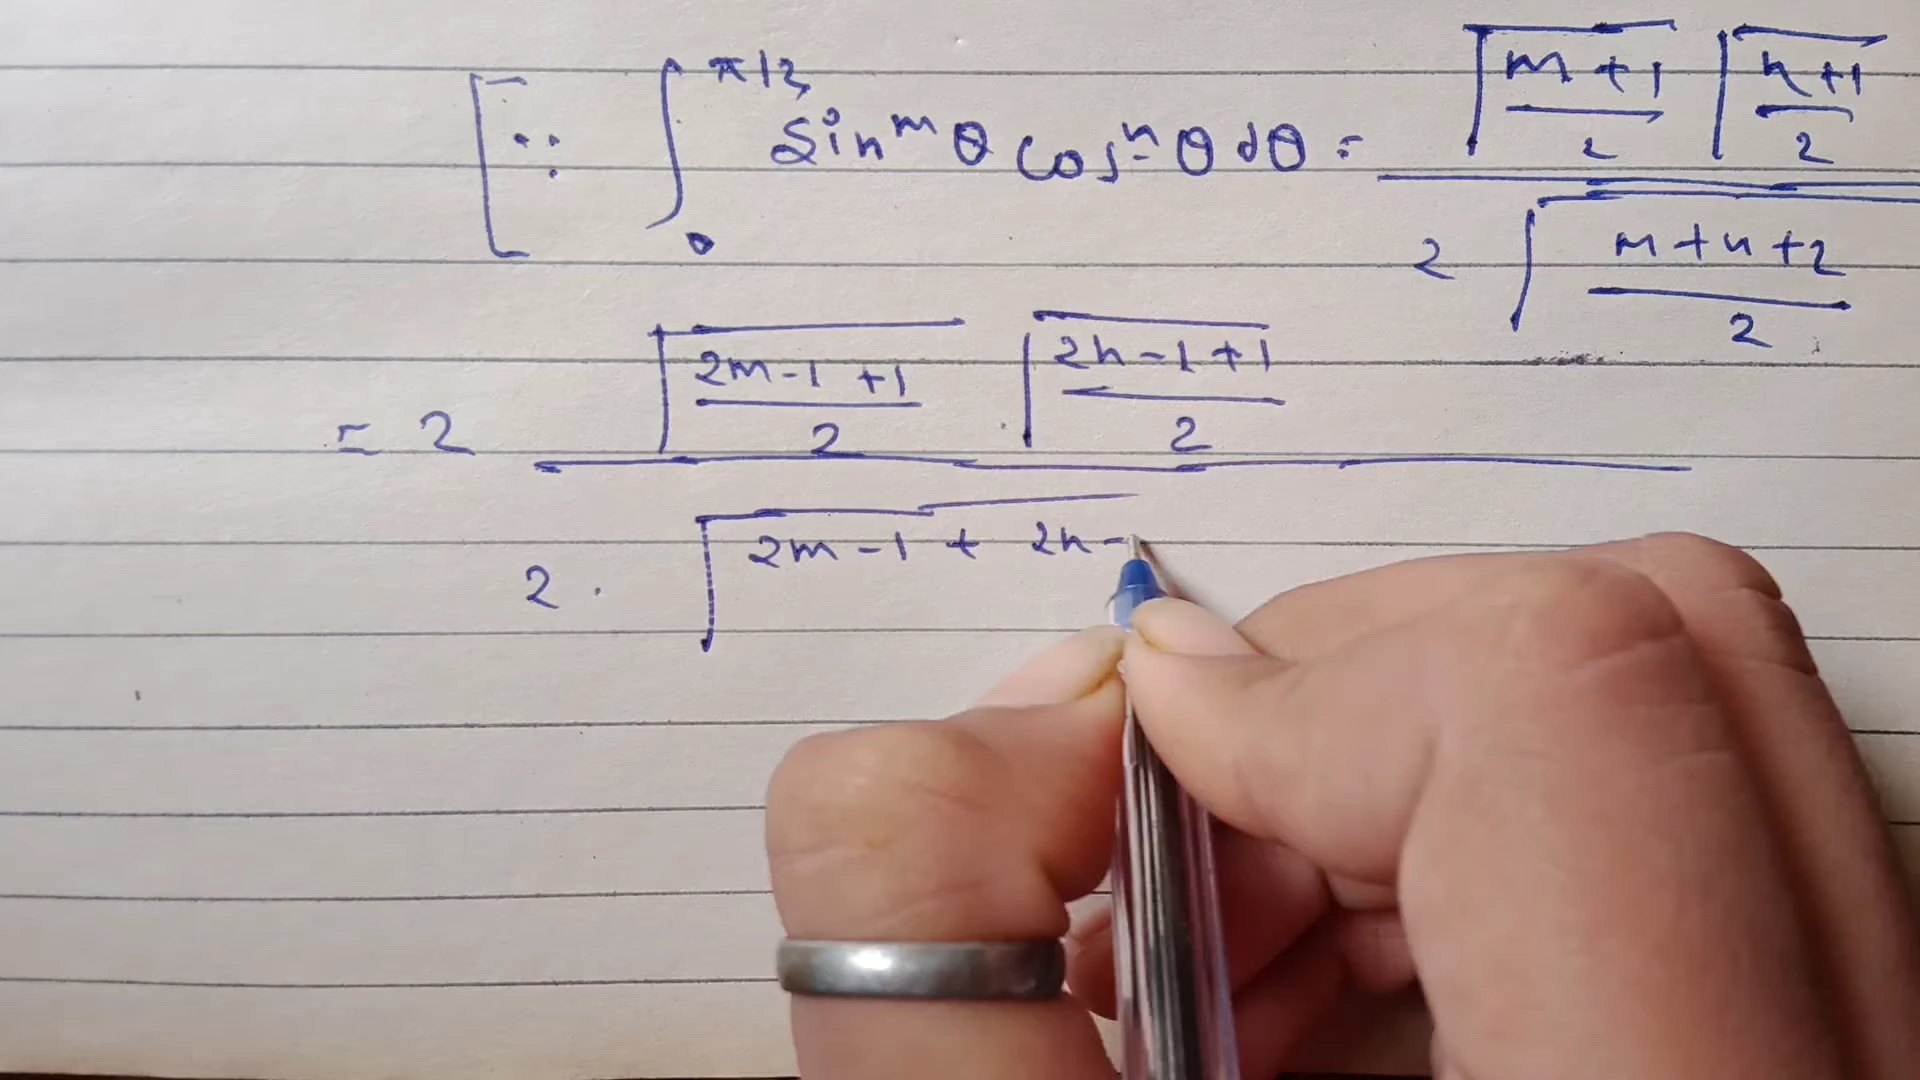 [∵ ∫₀^π/2 Sin^m θ cos^n θ dθ = Γ((m+1)/2) Γ((n+1)/2) / 2 Γ((m+n+2)/2)
= 2 Γ((2m-1+1)/2) Γ((2n-1+1)/2) /
2 . Γ(2m-1 + 2n -